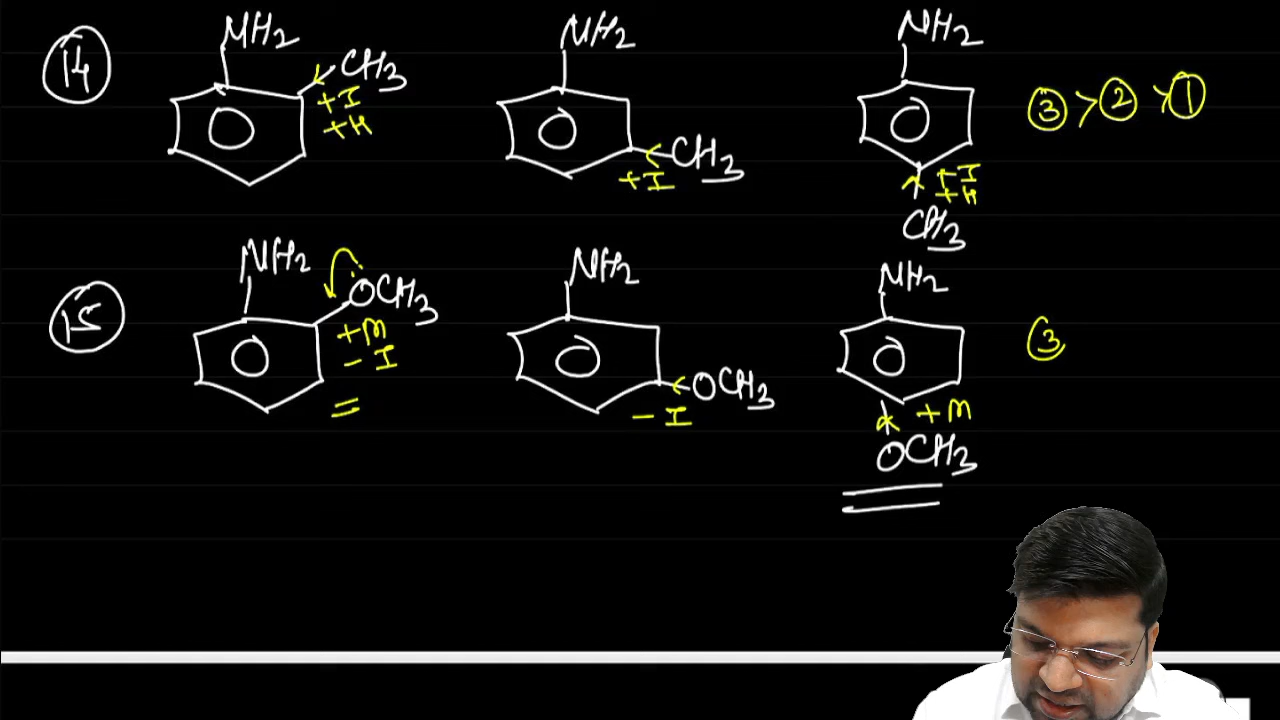 14
NH2 NH2 NH2
CH3
+I
+H
CH3
+I
+I
+H
CH3
3 > 2 > 1
15
NH2 NH2 NH2
OCH3
+m
- I
=
OCH3
- I
+m
OCH3
3